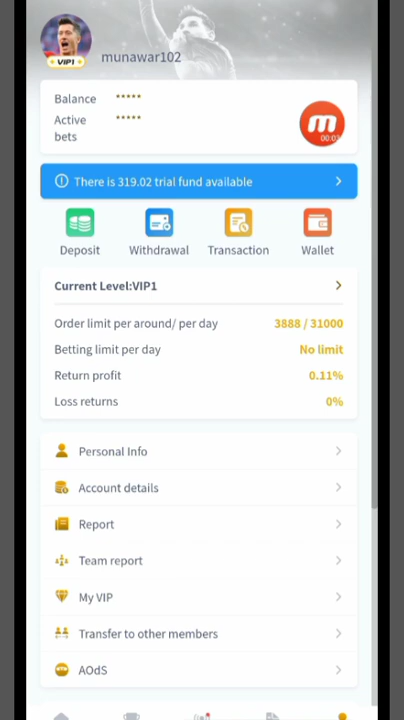 VIP1
munawar102
Balance *****
Active bets *****
00:03
There is 319.02 trial fund available
Deposit Withdrawal Transaction Wallet
Current Level:VIP1
Order limit per around/ per day 3888 / 31000
Betting limit per day No limit
Return profit 0.11%
Loss returns 0%
Personal Info
Account details
Report
Team report
My VIP
Transfer to other members
AOdS